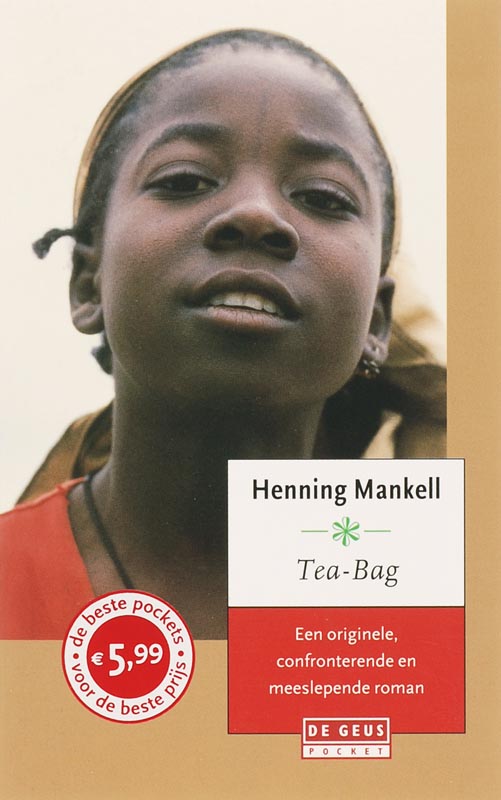 Henning Mankell
Tea-Bag
Een originele,
confronterende en
meeslepende roman
DE GEUS
POCKET
• de beste pockets •
€ 5,99
voor de beste prijs